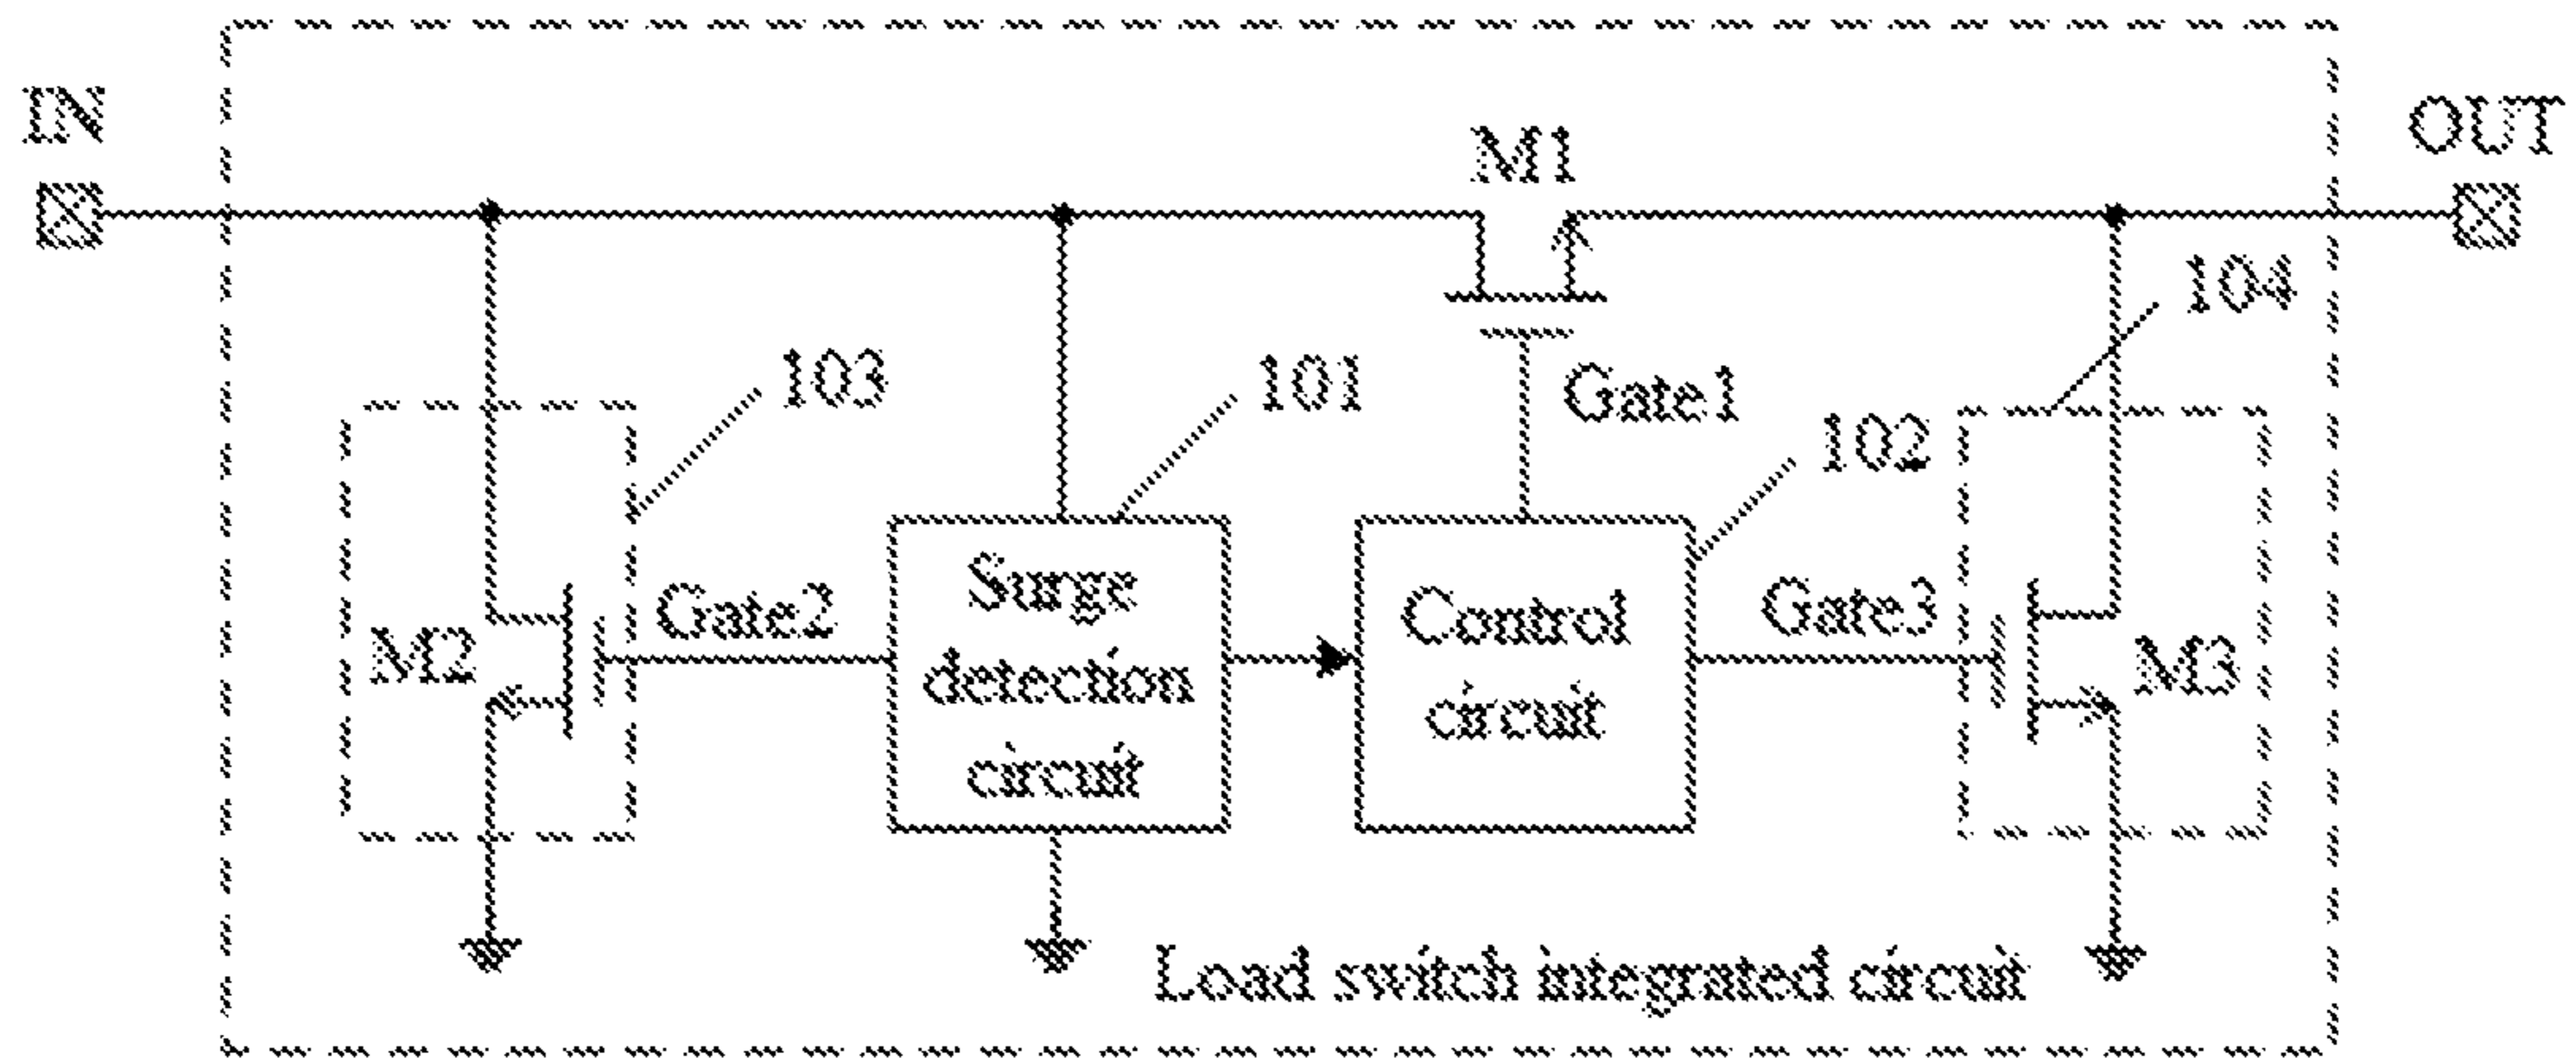 IN
OUT
M1
104
103
101
Gate1
102
Gate2
Surge
detection
circuit
Control
circuit
Gate3
M2
M3
Load switch integrated circuit